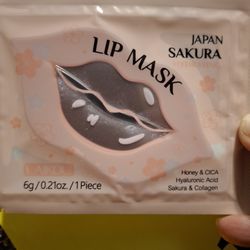 JAPAN
SAKURA
LIP MASK
6g / 0.21oz. / 1 Piece
Honey & CICA
Hyaluronic Acid
Sakura & Collagen